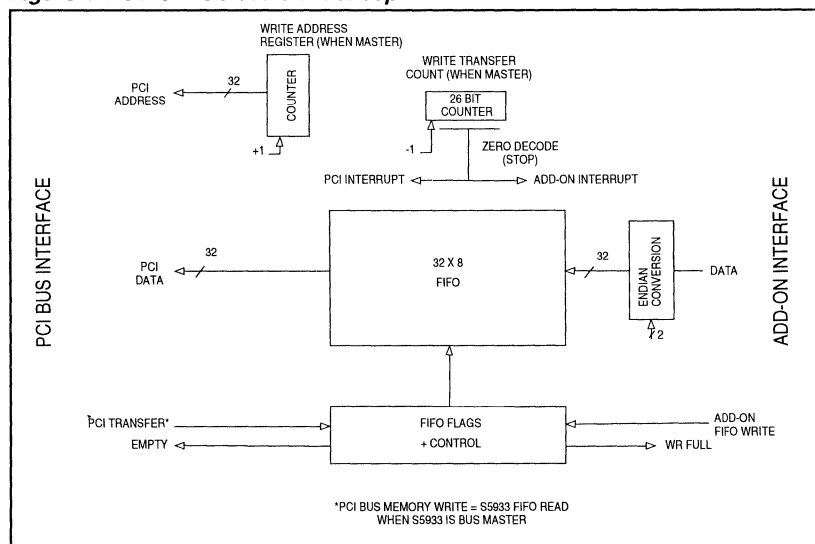 WRITE ADDRESS
REGISTER (WHEN MASTER)
WRITE TRANSFER
COUNT (WHEN MASTER)
PCI
ADDRESS
32
COUNTER
+1
26 BIT
COUNTER
-1
ZERO DECODE
(STOP)
PCI INTERRUPT
ADD-ON INTERRUPT
PCI BUS INTERFACE
PCI
DATA
32
32 X 8
FIFO
32
ENDIAN
CONVERSION
DATA
2
ADD-ON INTERFACE
PCI TRANSFER*
EMPTY
FIFO FLAGS
+ CONTROL
ADD-ON
FIFO WRITE
WR FULL
*PCI BUS MEMORY WRITE = S5933 FIFO READ
WHEN S5933 IS BUS MASTER